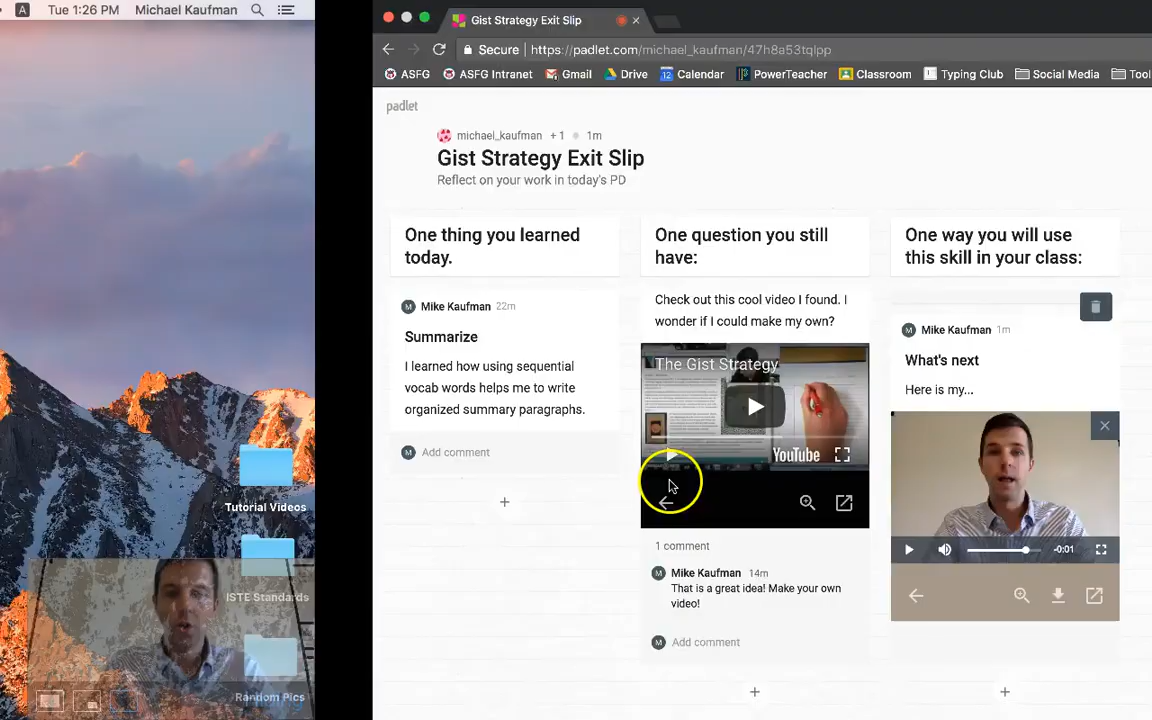 A Tue 1:26 PM Michael Kaufman
Gist Strategy Exit Slip
Secure https://padlet.com/michael_kaufman/47h8a53tqlpp
ASFG ASFG Intranet Gmail Drive 12 Calendar PowerTeacher Classroom Typing Club Social Media Tool
padlet
michael_kaufman + 1 1m
Gist Strategy Exit Slip
Reflect on your work in today's PD
One thing you learned
today.
M Mike Kaufman 22m
Summarize
I learned how using sequential
vocab words helps me to write
organized summary paragraphs.
M Add comment
One question you still
have:
Check out this cool video I found. I
wonder if I could make my own?
The Gist Strategy
YouTube
1 comment
M Mike Kaufman 14m
That is a great idea! Make your own
video!
M Add comment
One way you will use
this skill in your class:
M Mike Kaufman 1m
What's next
Here is my...
-0:01
Tutorial Videos
ISTE Standards
Random Pics